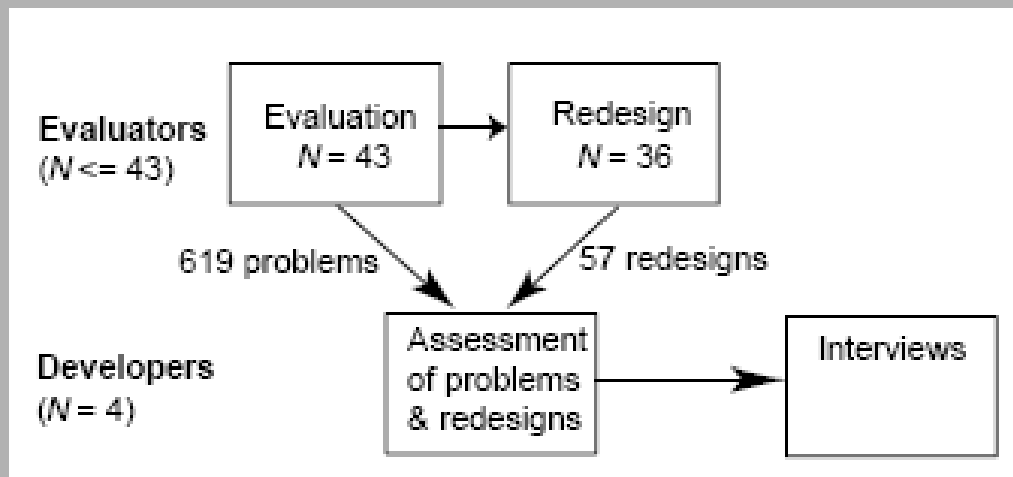 Evaluators
(N <= 43)
Evaluation
N = 43
Redesign
N = 36
619 problems
57 redesigns
Developers
(N = 4)
Assessment
of problems
& redesigns
Interviews